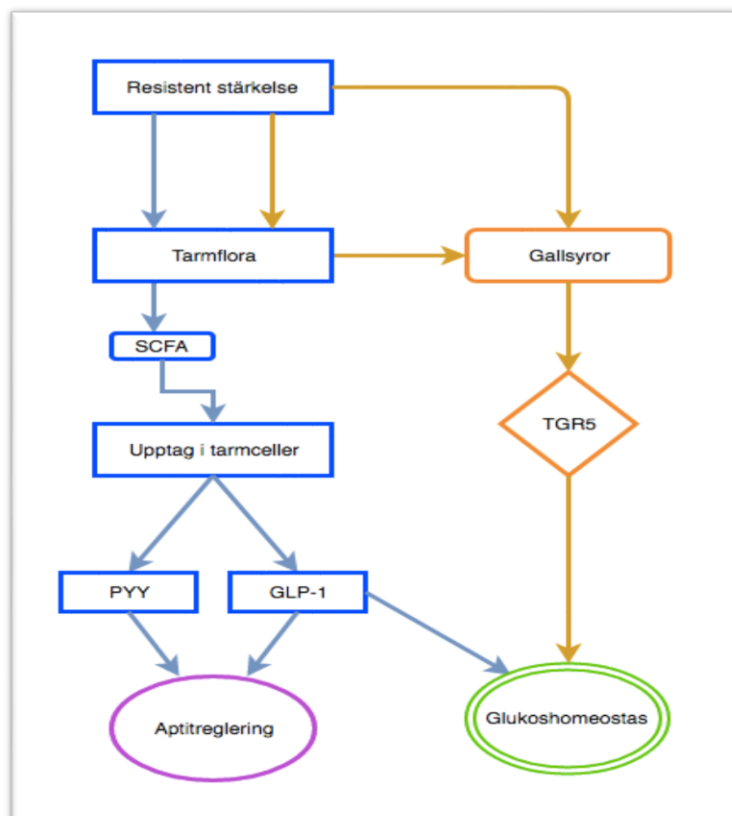 Resistent stärkelse
Tarmflora
Gallsyror
SCFA
TGR5
Upptag i tarmceller
PYY
GLP-1
Aptitreglering
Glukoshomeostas